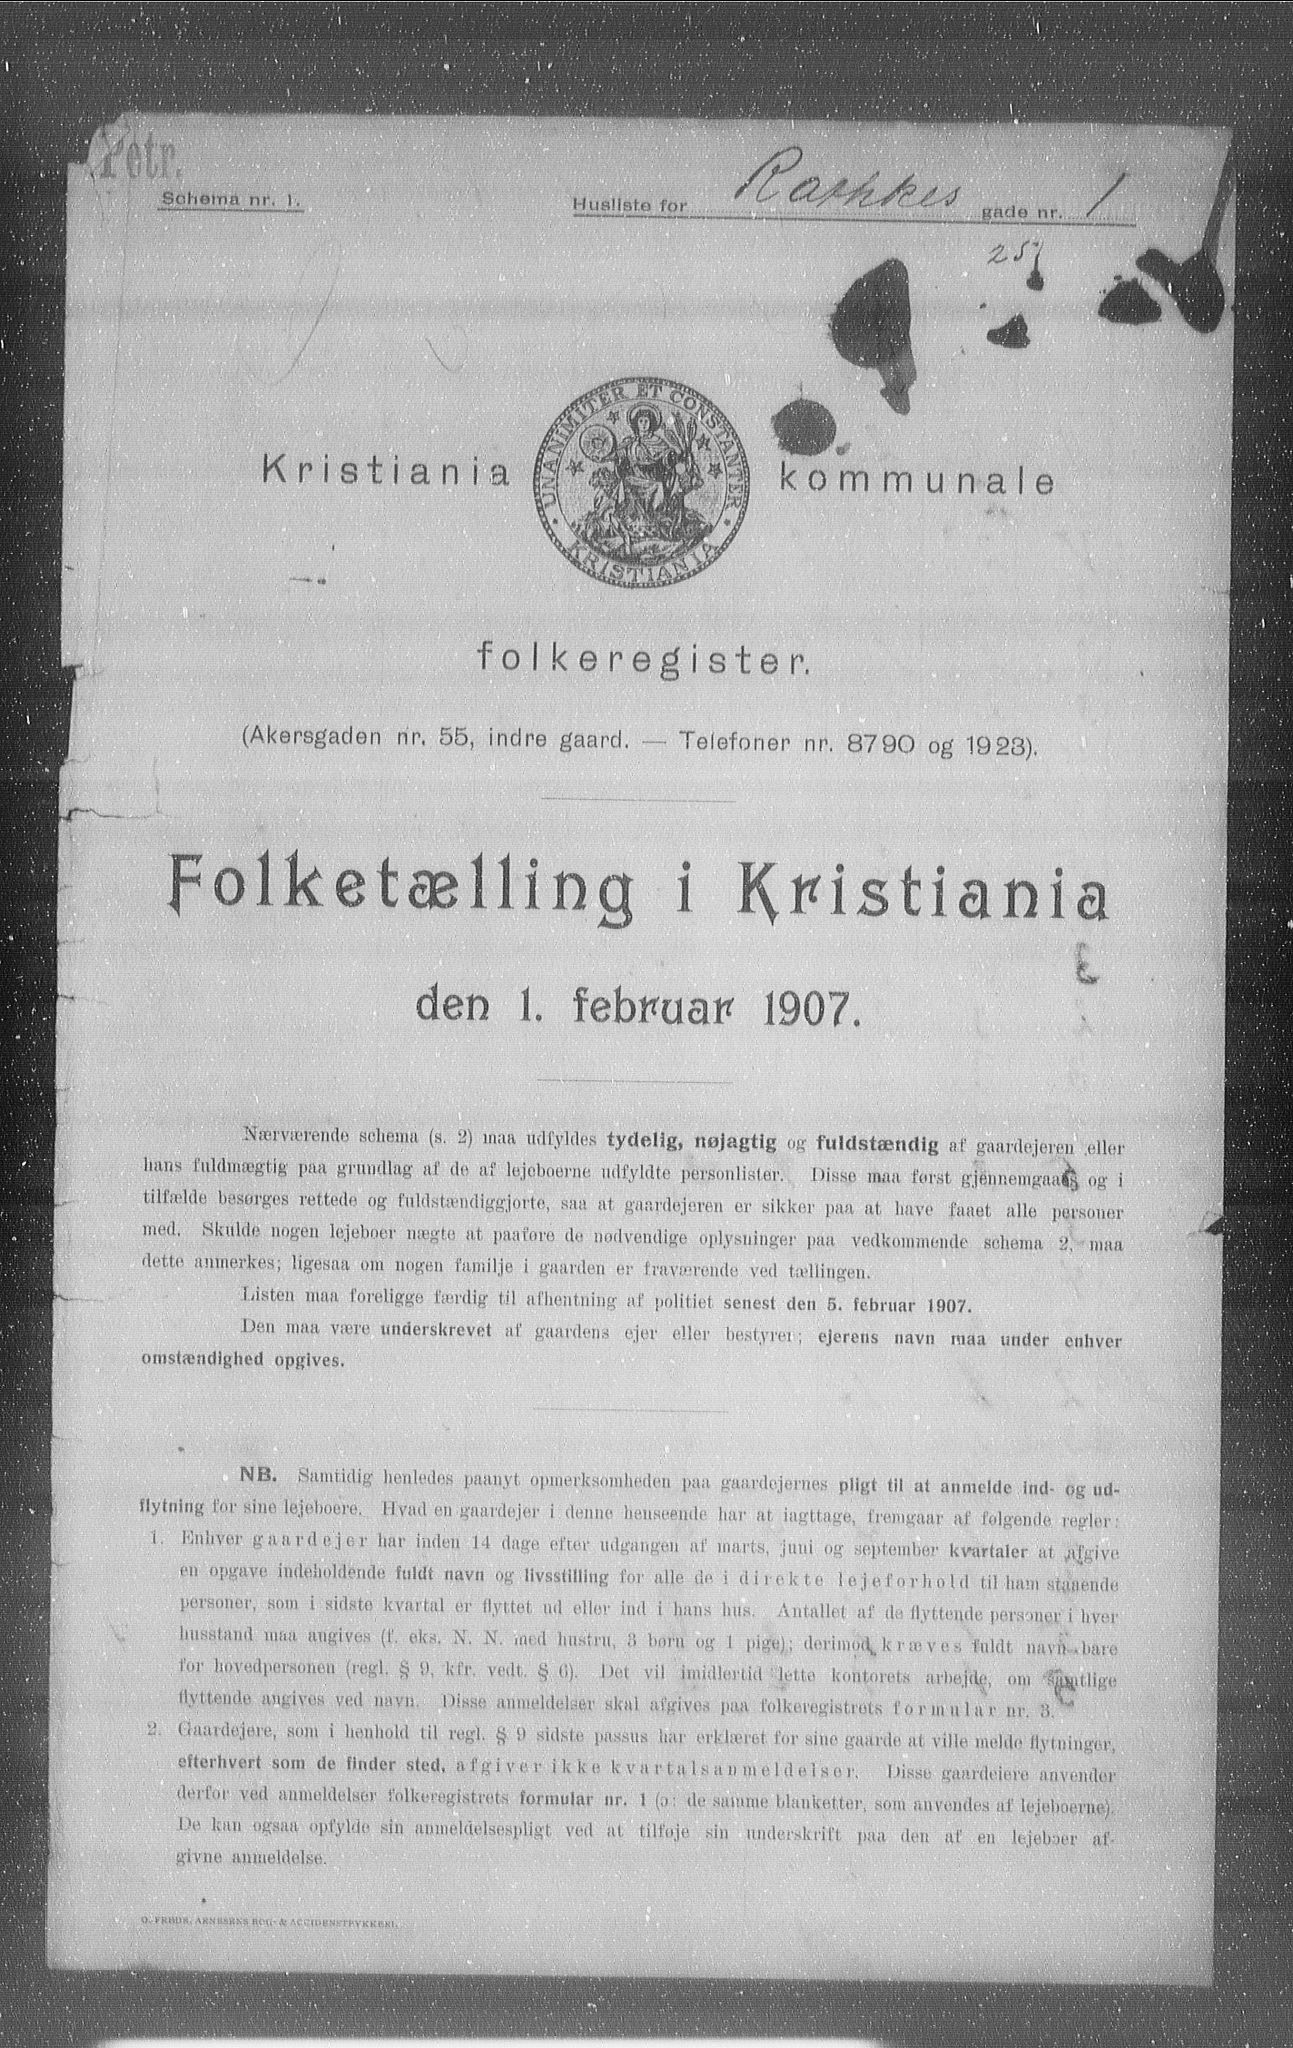 Petr.
Schema nr. 1.
Husliste for Rathkes gade nr. 1
25
UNANIMITER ET CONSTANTER
KRISTIANIA
Kristiania kommunale
folkeregister.
(Akersgaden nr. 55, indre gaard. — Telefoner nr. 8790 og 1923).
Folketælling i Kristiania
den 1. februar 1907.
Nærværende schema (s. 2) maa udfyldes tydelig, nøjagtig og fuldstændig af gaardejeren eller
hans fuldmægtig paa grundlag af de af lejeboerne udfyldte personlister. Disse maa først gjennemgaaes og i
tilfælde besørges rettede og fuldstændiggjorte, saa at gaardejeren er sikker paa at have faaet alle personer
med. Skulde nogen lejeboer nægte at paaføre de nødvendige oplysninger paa vedkommende schema 2, maa
dette anmerkes; ligesaa om nogen familje i gaarden er fraværende ved tællingen.
Listen maa foreligge færdig til afhentning af politiet senest den 5. februar 1907.
Den maa være underskrevet af gaardens ejer eller bestyrer; ejerens navn maa under enhver
omstændighed opgives.
NB. Samtidig henledes paanyt opmerksomheden paa gaardejernes pligt til at anmelde ind- og ud-
flytning for sine lejeboere. Hvad en gaardejer i denne henseende har at iagttage, fremgaar af følgende regler:
1. Enhver gaardejer har inden 14 dage efter udgangen af marts, juni og september kvartaler at afgive
en opgave indeholdende fuldt navn og livsstilling for alle de i direkte lejeforhold til ham staaende
personer, som i sidste kvartal er flyttet ud eller ind i hans hus. Antallet af de flyttende personer i hver
husstand maa angives (f. eks. N. N. med hustru, 3 børn og 1 pige); derimod kræves fuldt navn bare
for hovedpersonen (regl. § 9, kfr. vedt. § 6). Det vil imidlertid lette kontorets arbejde, om samtlige
flyttende angives ved navn. Disse anmeldelser skal afgives paa folkeregistrets formular nr. 3.
2. Gaardejere, som i henhold til regl. § 9 sidste passus har erklæret for sine gaarde at ville melde flytninger,
efterhvert som de finder sted, afgiver ikke kvartalsanmeldelser. Disse gaardeiere anvender
derfor ved anmeldelser folkeregistrets formular nr. 1 (ɔ: de samme blanketter, som anvendes af lejeboerne).
De kan ogsaa opfylde sin anmeldelsespligt ved at tilføje sin underskrift paa den af en lejeboer af-
givne anmeldelse.
O. FREDR. ARNESENS BOG- & ACCIDENSTRYKKERI.